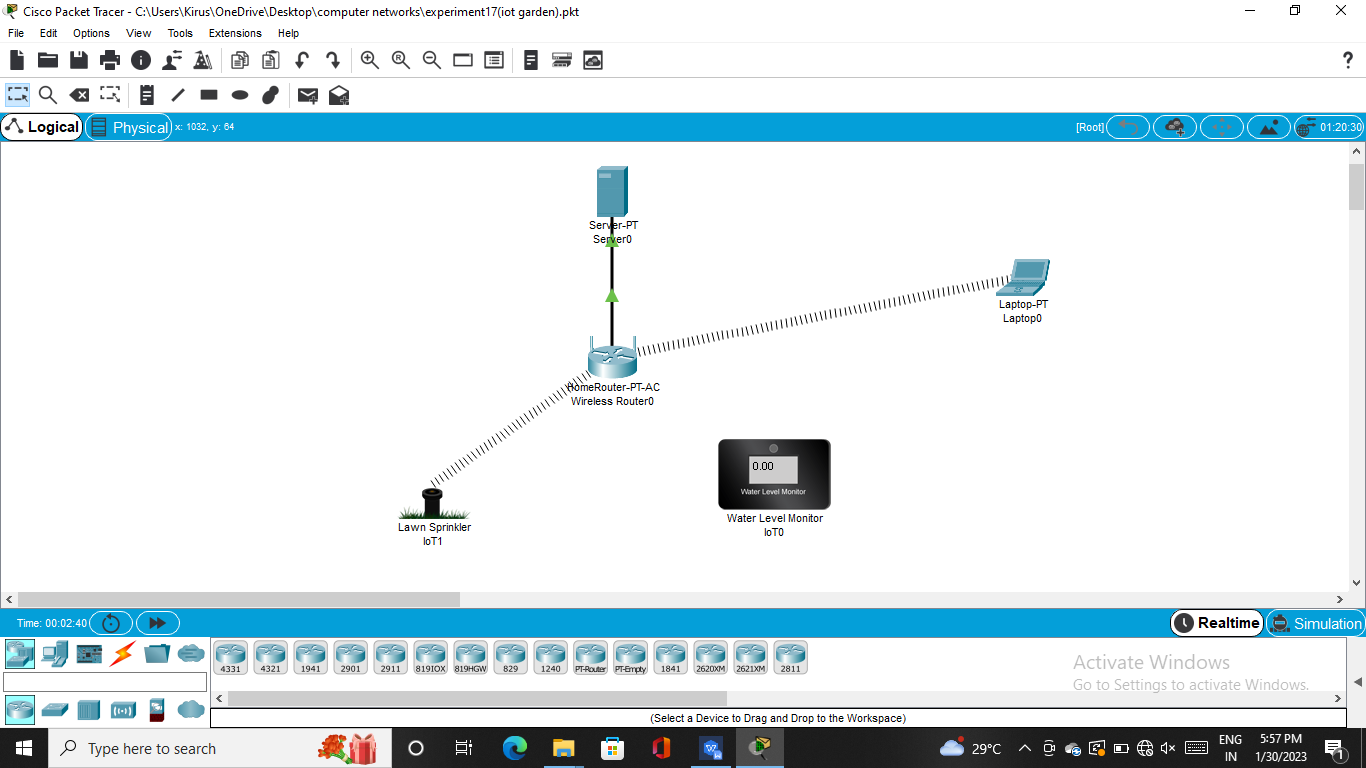 Cisco Packet Tracer - C:\Users\Kirus\OneDrive\Desktop\computer networks\experiment17(iot garden).pkt
File Edit Options View Tools Extensions Help
Logical Physical x: 1032, y: 64 [Root] 01:20:30
Server-PT
Server0
Laptop-PT
Laptop0
HomeRouter-PT-AC
Wireless Router0
0.00
Water Level Monitor
Water Level Monitor
IoT0
Lawn Sprinkler
IoT1
Time: 00:02:40 Realtime Simulation
4331 4321 1941 2901 2911 819IOX 819HGW 829 1240 PT-Router PT-Empty 1841 2620XM 2621XM 2811
Activate Windows
Go to Settings to activate Windows.
(Select a Device to Drag and Drop to the Workspace)
Type here to search
29°C
ENG
IN
5:57 PM
1/30/2023
1